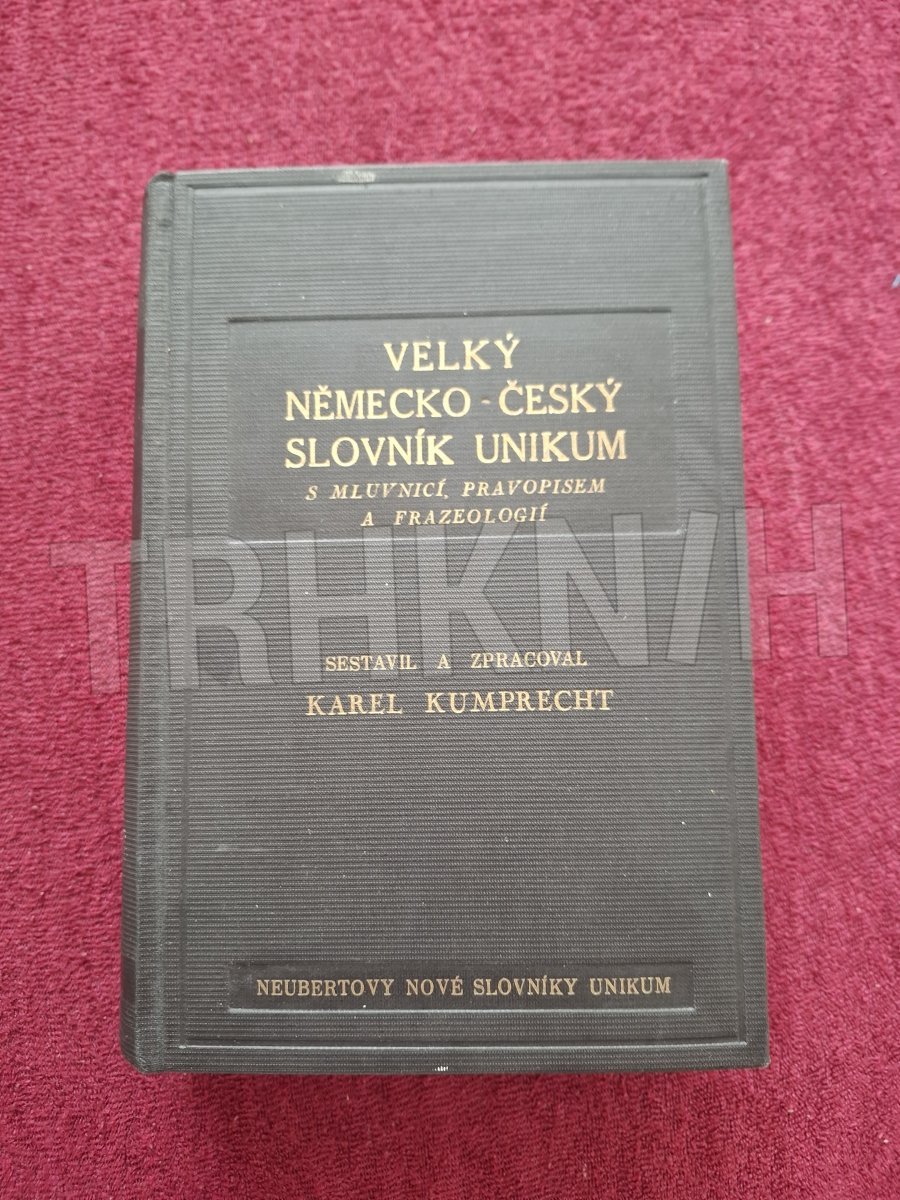 VELKÝ
NĚMECKO-ČESKÝ
SLOVNÍK UNIKUM
S MLUVNICÍ, PRAVOPISEM
A FRAZEOLOGIÍ
TRHKNIH
SESTAVIL A ZPRACOVAL
KAREL KUMPRECHT
NEUBERTOVY NOVÉ SLOVNÍKY UNIKUM